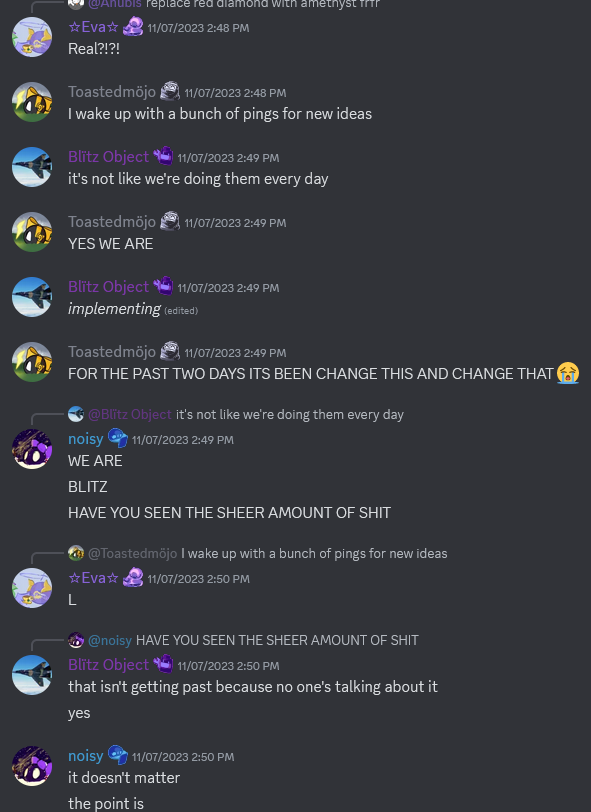 @Anubis replace red diamond with amethyst frfr
☆Eva☆ 11/07/2023 2:48 PM
Real?!?!
Toastedmöjo 11/07/2023 2:48 PM
I wake up with a bunch of pings for new ideas
Blïtz Object 11/07/2023 2:49 PM
it's not like we're doing them every day
Toastedmöjo 11/07/2023 2:49 PM
YES WE ARE
Blïtz Object 11/07/2023 2:49 PM
implementing (edited)
Toastedmöjo 11/07/2023 2:49 PM
FOR THE PAST TWO DAYS ITS BEEN CHANGE THIS AND CHANGE THAT 😭
@Blïtz Object it's not like we're doing them every day
noisy 11/07/2023 2:49 PM
WE ARE
BLITZ
HAVE YOU SEEN THE SHEER AMOUNT OF SHIT
@Toastedmöjo I wake up with a bunch of pings for new ideas
☆Eva☆ 11/07/2023 2:50 PM
L
@noisy HAVE YOU SEEN THE SHEER AMOUNT OF SHIT
Blïtz Object 11/07/2023 2:50 PM
that isn't getting past because no one's talking about it
yes
noisy 11/07/2023 2:50 PM
it doesn't matter
the point is